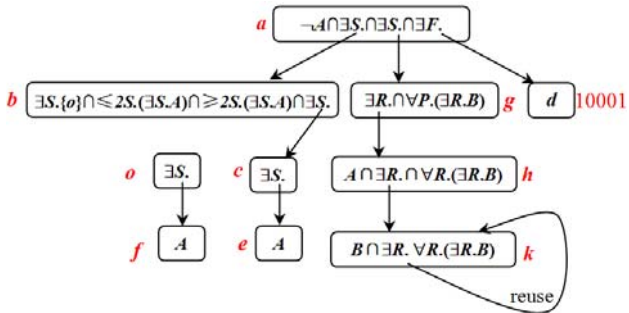 a ¬A∩∃S.∩∃S.∩∃F.
b ∃S.{o}∩≤2S.(∃S.A)∩≥2S.(∃S.A)∩∃S.
∃R.∩∀P.(∃R.B) g
d 10001
o ∃S.
c ∃S.
A∩∃R.∩∀R.(∃R.B) h
f A
e A
B∩∃R. ∀R.(∃R.B) k
reuse